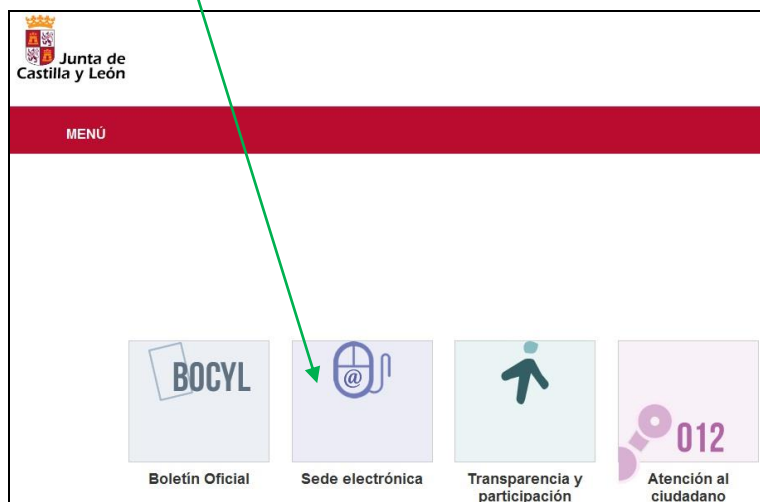 Junta de
Castilla y León
MENÚ
BOCYL
@
012
Boletín Oficial
Sede electrónica
Transparencia y
participación
Atención al
ciudadano